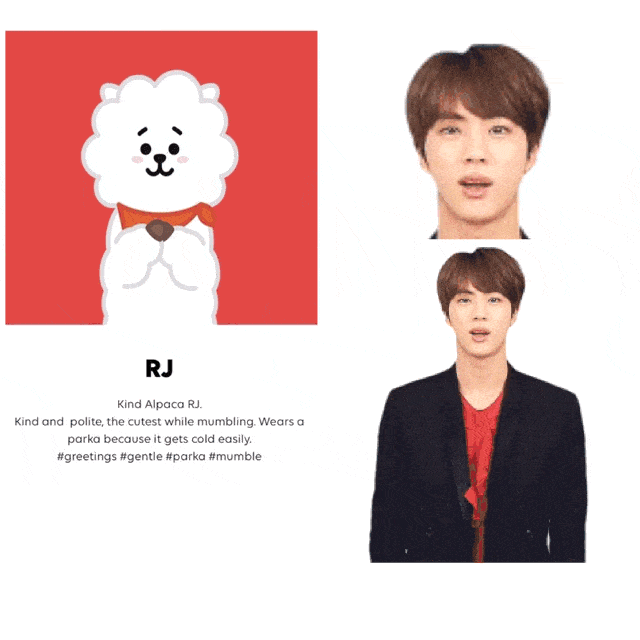 RJ
Kind Alpaca RJ.
Kind and polite, the cutest while mumbling. Wears a
parka because it gets cold easily.
#greetings #gentle #parka #mumble